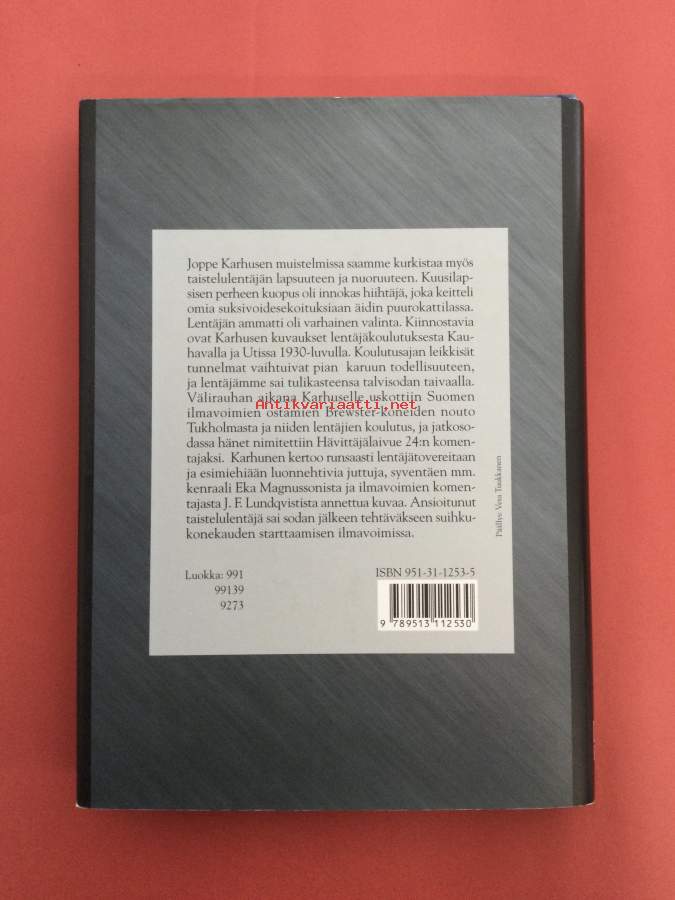 Joppe Karhusen muistelmissa saamme kurkistaa myös
taistelulentäjän lapsuuteen ja nuoruuteen. Kuusilap-
sisen perheen kuopus oli innokas hiihtäjä, joka keitteli
omia suksivoidesekoituksiaan äidin puurokattilassa.
Lentäjän ammatti oli varhainen valinta. Kiinnostavia
ovat Karhusen kuvaukset lentäjäkoulutuksesta Kau-
havalla ja Utissa 1930-luvulla. Koulutusajan leikkisät
tunnelmat vaihtuivat pian karuun todellisuuteen,
ja lentäjämme sai tulikasteensa talvisodan taivaalla.
Välirauhan aikana Karhuselle uskottiin Suomen
Antikvariaatti.net
ilmavoimien ostamien Brewster-koneiden nouto
Tukholmasta ja niiden lentäjien koulutus, ja jatkoso-
dassa hänet nimitettiin Hävittäjälaivue 24:n komen-
tajaksi. Karhunen kertoo runsaasti lentäjätovereitaan
ja esimiehiään luonnehtivia juttuja, syventäen mm.
kenraali Eka Magnussonista ja ilmavoimien komen-
tajasta J. F. Lundqvistista annettua kuvaa. Ansioitunut
taistelulentäjä sai sodan jälkeen tehtäväkseen suihku-
konekauden starttaamisen ilmavoimissa.
Päällys: Vesa Tuukkanen
Luokka: 991
99139
9273
ISBN 951-31-1253-5
9 789513 112530